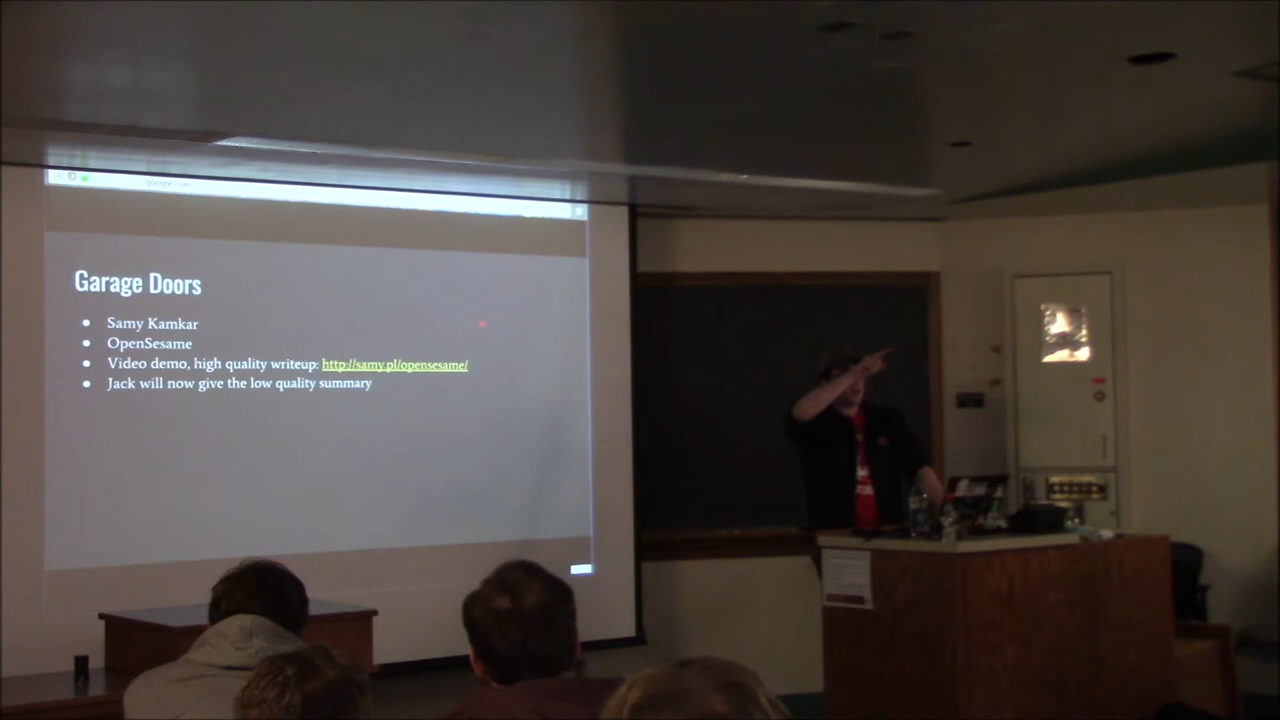 Garage Doors
Samy Kamkar
OpenSesame
Video demo, high quality writeup: http://samy.pl/opensesame/
Jack will now give the low quality summary